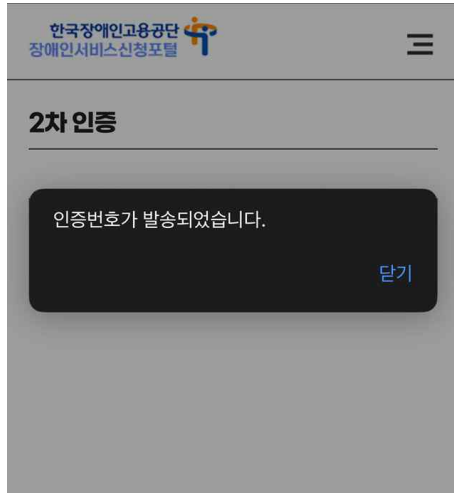 한국장애인고용공단
장애인서비스신청포털
2차 인증
인증번호가 발송되었습니다.
닫기